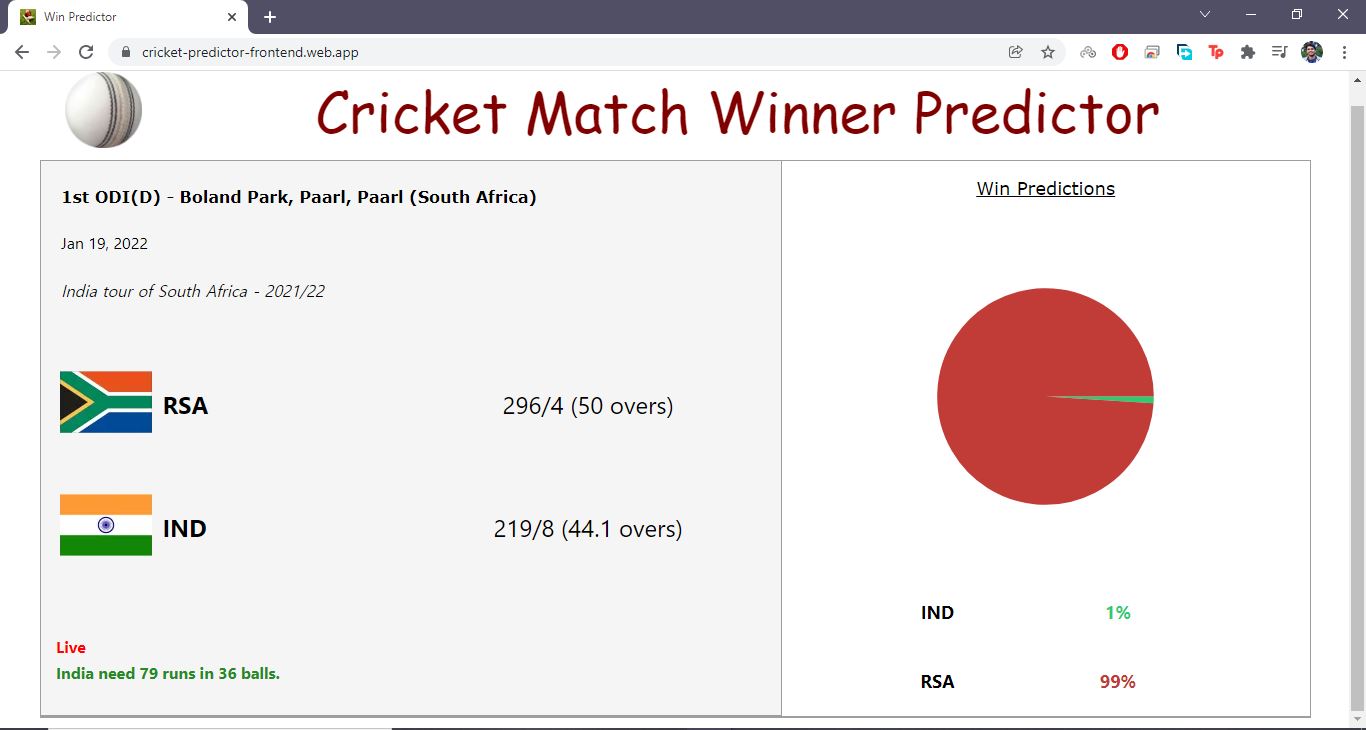 Win Predictor
cricket-predictor-frontend.web.app
Tp
Cricket Match Winner Predictor
1st ODI(D) - Boland Park, Paarl, Paarl (South Africa)
Jan 19, 2022
India tour of South Africa - 2021/22
RSA 296/4 (50 overs)
IND 219/8 (44.1 overs)
Live
India need 79 runs in 36 balls.
Win Predictions
IND 1%
RSA 99%